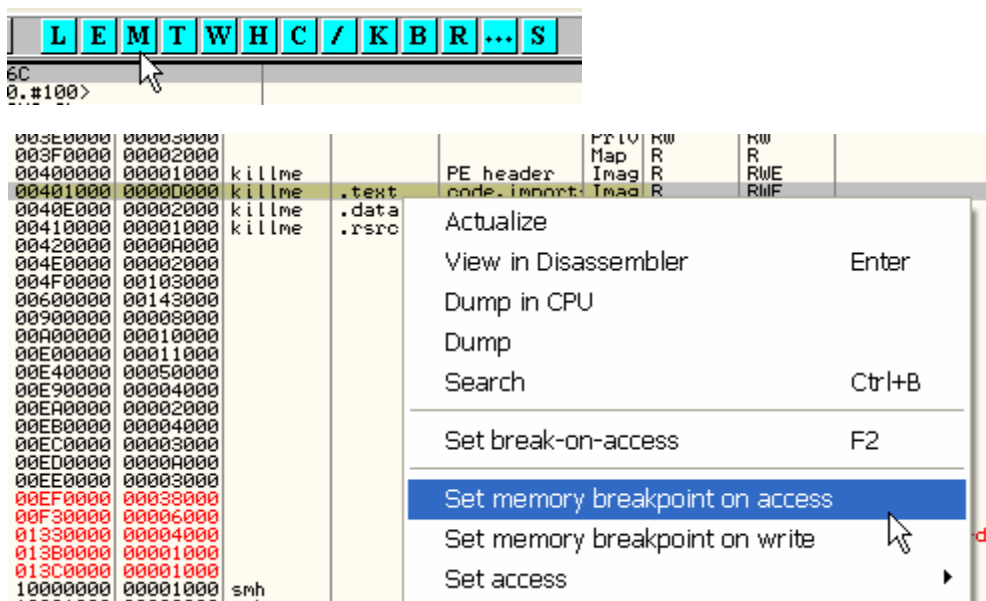 L E M T W H C / K B R ... S
6C
0.#100>
003E0000 00003000 Priv RW RW
003F0000 00002000 Map R R
00400000 00001000 killme PE header Imag R RWE
00401000 0000D000 killme .text code,import Imag R RWE
0040E000 00002000 killme .data
00410000 00001000 killme .rsrc
00420000 0000A000
004E0000 00002000
004F0000 00103000
00600000 00143000
00900000 00008000
00A00000 00010000
00E00000 00011000
00E40000 00050000
00E90000 00004000
00EA0000 00002000
00EB0000 00004000
00EC0000 00003000
00ED0000 0000A000
00EE0000 00003000
00EF0000 00038000
00F30000 00006000
01330000 00004000
013B0000 00001000
013C0000 00001000
10000000 00001000 smh
Actualize
View in Disassembler Enter
Dump in CPU
Dump
Search Ctrl+B
Set break-on-access F2
Set memory breakpoint on access
Set memory breakpoint on write
Set access